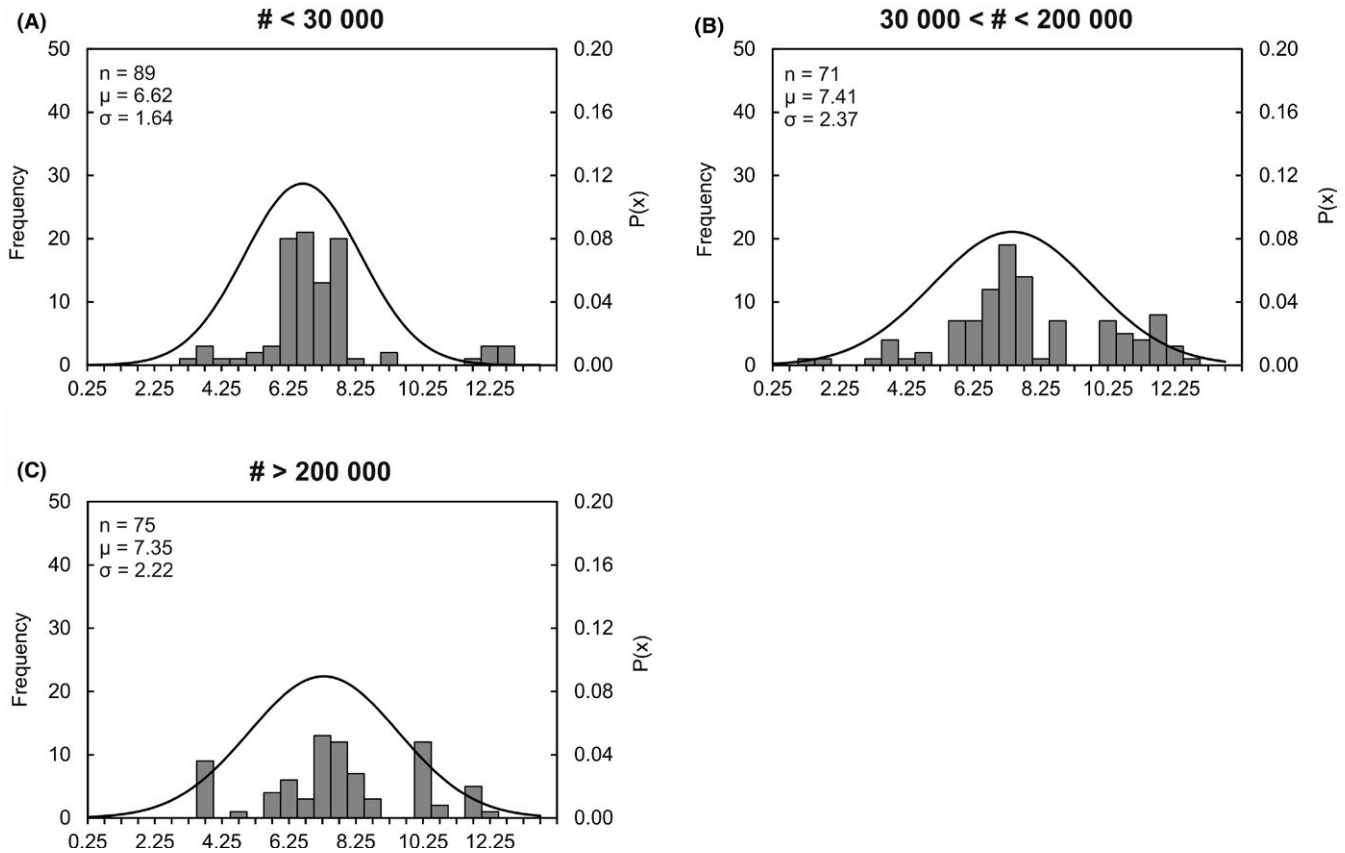 (A)
# < 30 000
n = 89
μ = 6.62
σ = 1.64
50
40
30
20
10
0
Frequency
0.20
0.16
0.12
0.08
0.04
0.00
P(x)
0.25 2.25 4.25 6.25 8.25 10.25 12.25
(B)
30 000 < # < 200 000
n = 71
μ = 7.41
σ = 2.37
50
40
30
20
10
0
Frequency
0.20
0.16
0.12
0.08
0.04
0.00
P(x)
0.25 2.25 4.25 6.25 8.25 10.25 12.25
(C)
# > 200 000
n = 75
μ = 7.35
σ = 2.22
50
40
30
20
10
0
Frequency
0.20
0.16
0.12
0.08
0.04
0.00
P(x)
0.25 2.25 4.25 6.25 8.25 10.25 12.25